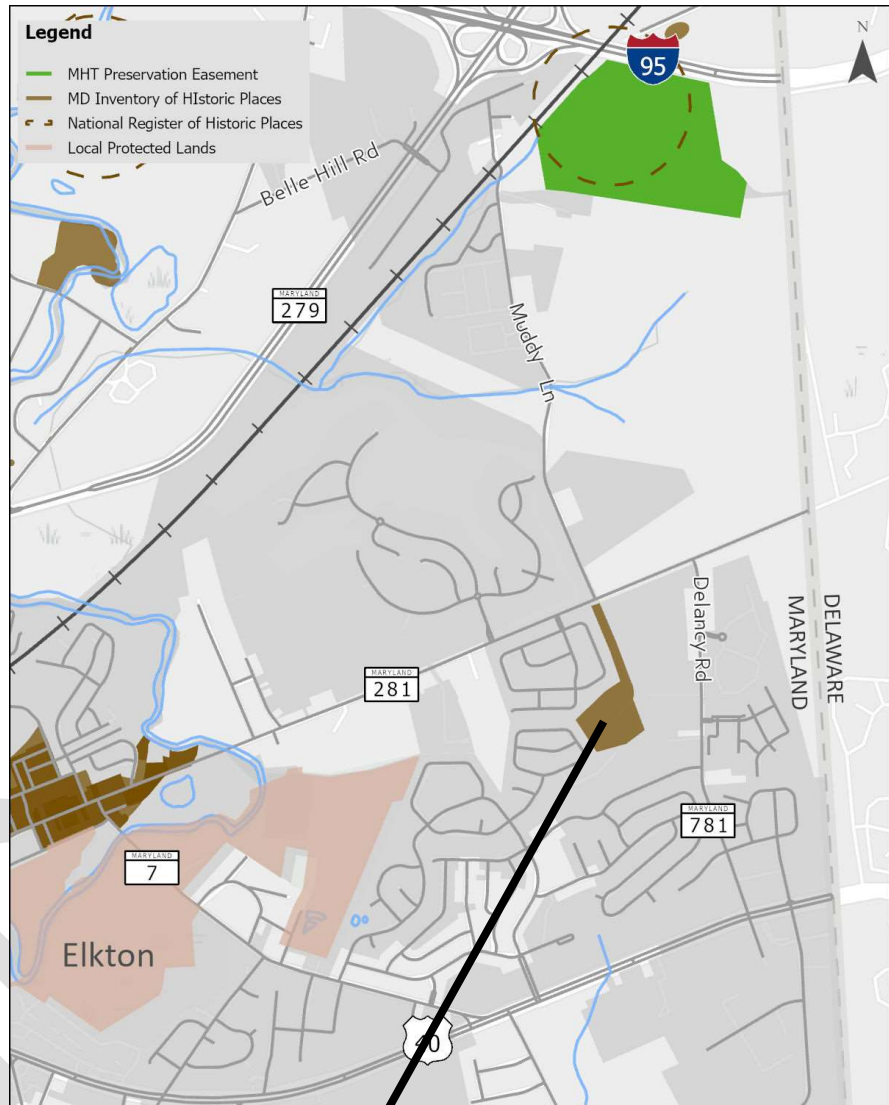 Legend
MHT Preservation Easement
MD Inventory of HIstoric Places
National Register of Historic Places
Local Protected Lands
N
95
Belle Hill Rd
MARYLAND
279
Muddy Ln
Delancy Rd
DELAWARE
MARYLAND
MARYLAND
281
MARYLAND
781
MARYLAND
7
Elkton
40